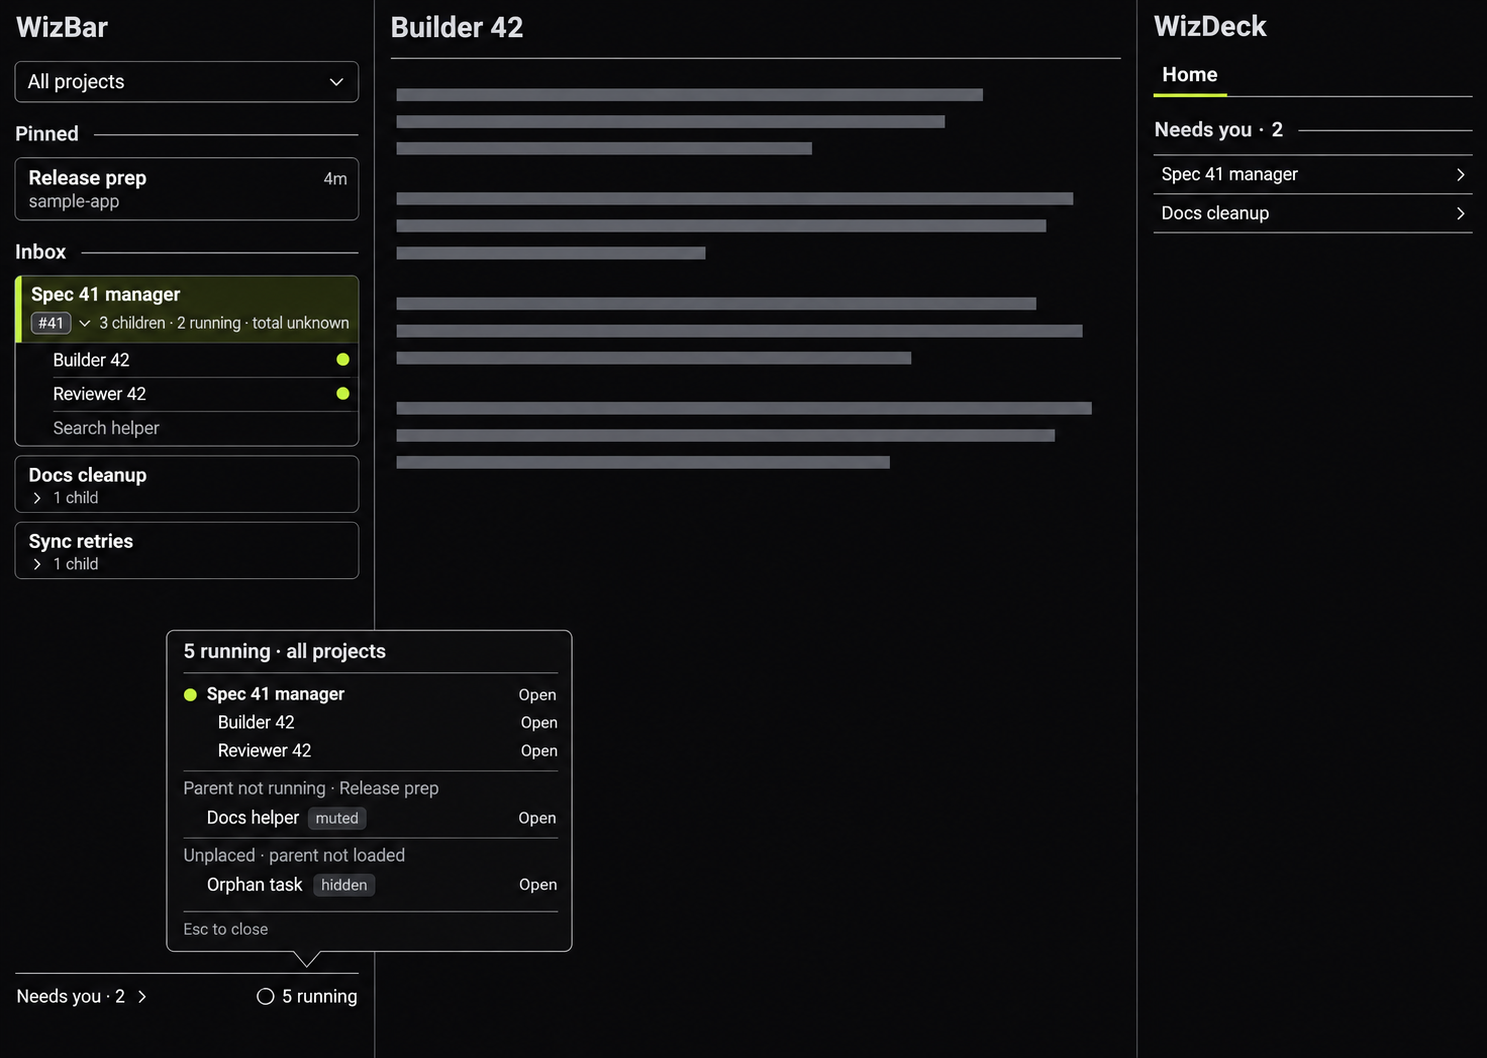 WizBar
All projects
Pinned
Release prep 4m
sample-app
Inbox
Spec 41 manager
#41 3 children · 2 running · total unknown
Builder 42
Reviewer 42
Search helper
Docs cleanup
1 child
Sync retries
1 child
5 running · all projects
Spec 41 manager Open
Builder 42 Open
Reviewer 42 Open
Parent not running · Release prep
Docs helper muted Open
Unplaced · parent not loaded
Orphan task hidden Open
Esc to close
Needs you · 2
5 running
Builder 42
WizDeck
Home
Needs you · 2
Spec 41 manager
Docs cleanup